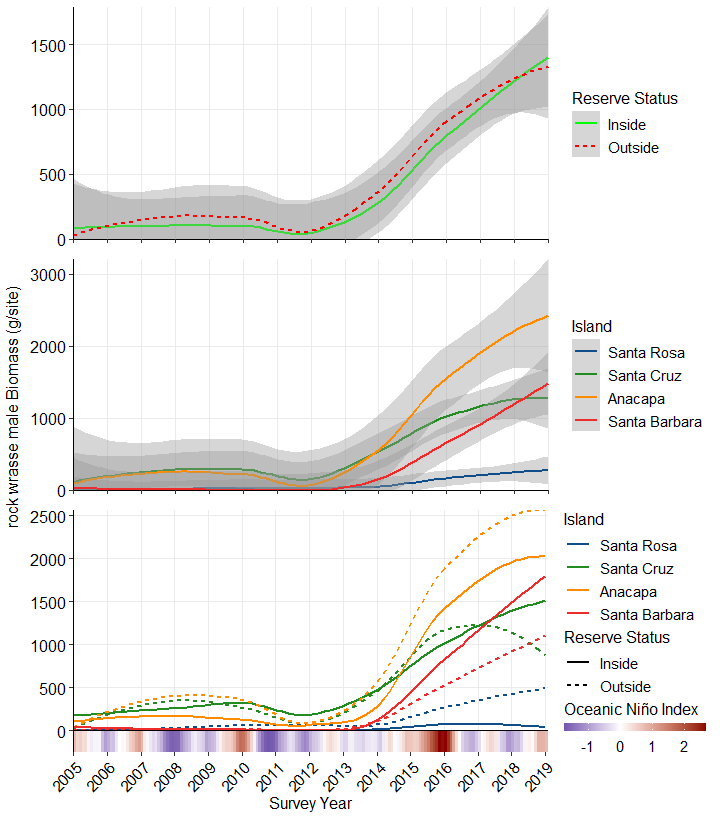 1500
1000
500
0
Reserve Status
Inside
Outside
rock wrasse male Biomass (g/site)
3000
2000
1000
0
Island
Santa Rosa
Santa Cruz
Anacapa
Santa Barbara
2500
2000
1500
1000
500
0
Island
Santa Rosa
Santa Cruz
Anacapa
Santa Barbara
Reserve Status
Inside
Outside
Oceanic Niño Index
-1 0 1 2
2005 2006 2007 2008 2009 2010 2011 2012 2013 2014 2015 2016 2017 2018 2019
Survey Year